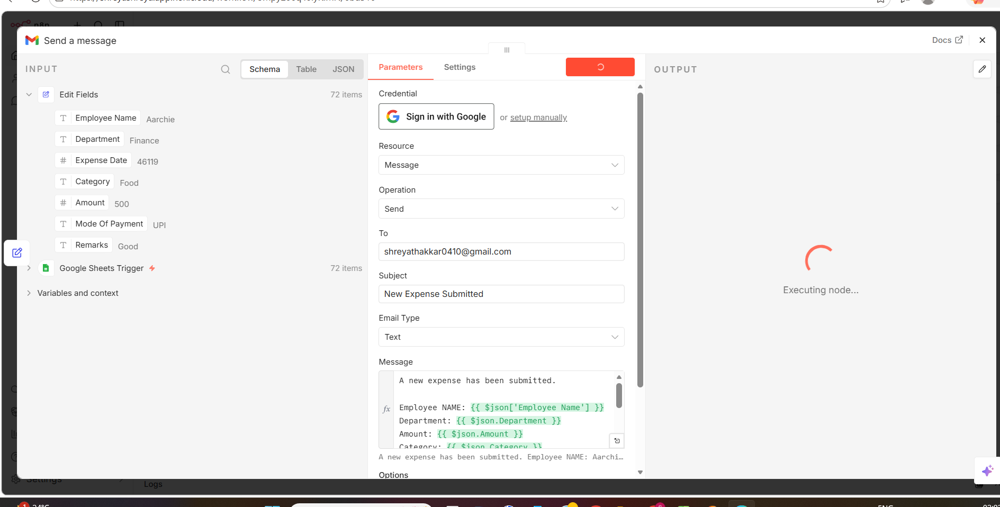 n8n
Send a message
Docs
INPUT
Schema
Table
JSON
Edit Fields
72 items
T Employee Name Aarchie
T Department Finance
# Expense Date 46119
T Category Food
# Amount 500
T Mode Of Payment UPI
T Remarks Good
Google Sheets Trigger
72 items
Variables and context
Parameters
Settings
Credential
Sign in with Google
or setup manually
Resource
Message
Operation
Send
To
shreyathakkar0410@gmail.com
Subject
New Expense Submitted
Email Type
Text
Message
fx
A new expense has been submitted.
Employee NAME: {{ $json['Employee Name'] }}
Department: {{ $json.Department }}
Amount: {{ $json.Amount }}
Category: {{ $json.Category }}
A new expense has been submitted. Employee NAME: Aarchi…
Options
OUTPUT
Executing node...
Settings
Logs
24°C
ENG